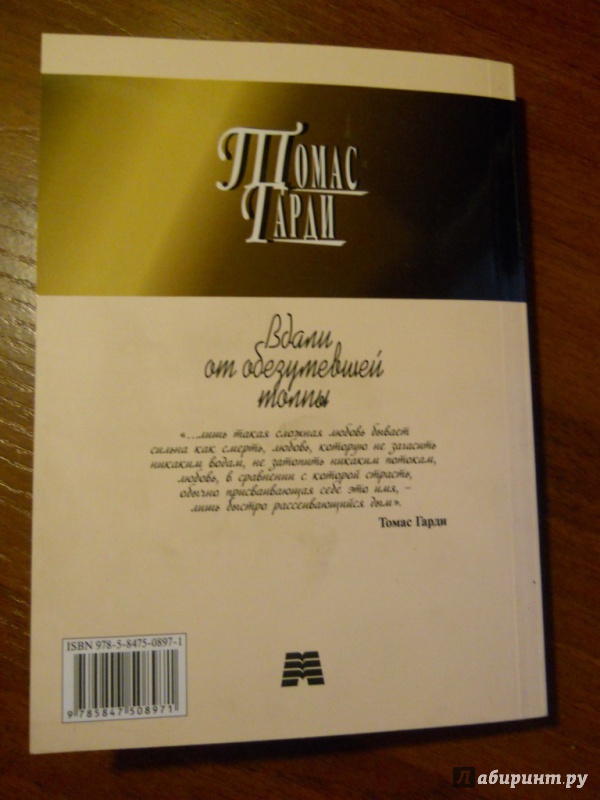 Томас
Гарди
Вдали
от обезумевшей
толпы
«...лишь такая сложная любовь бывает
сильна как смерть, любовь, которую не загасить
никаким водам, не затопить никаким потокам,
любовь, в сравнении с которой страсть,
обычно присваивающая себе это имя, –
лишь быстро рассеивающийся дым».
Томас Гарди
ISBN 978-5-8475-0897-1
9 785847 508971
Лабиринт.ру